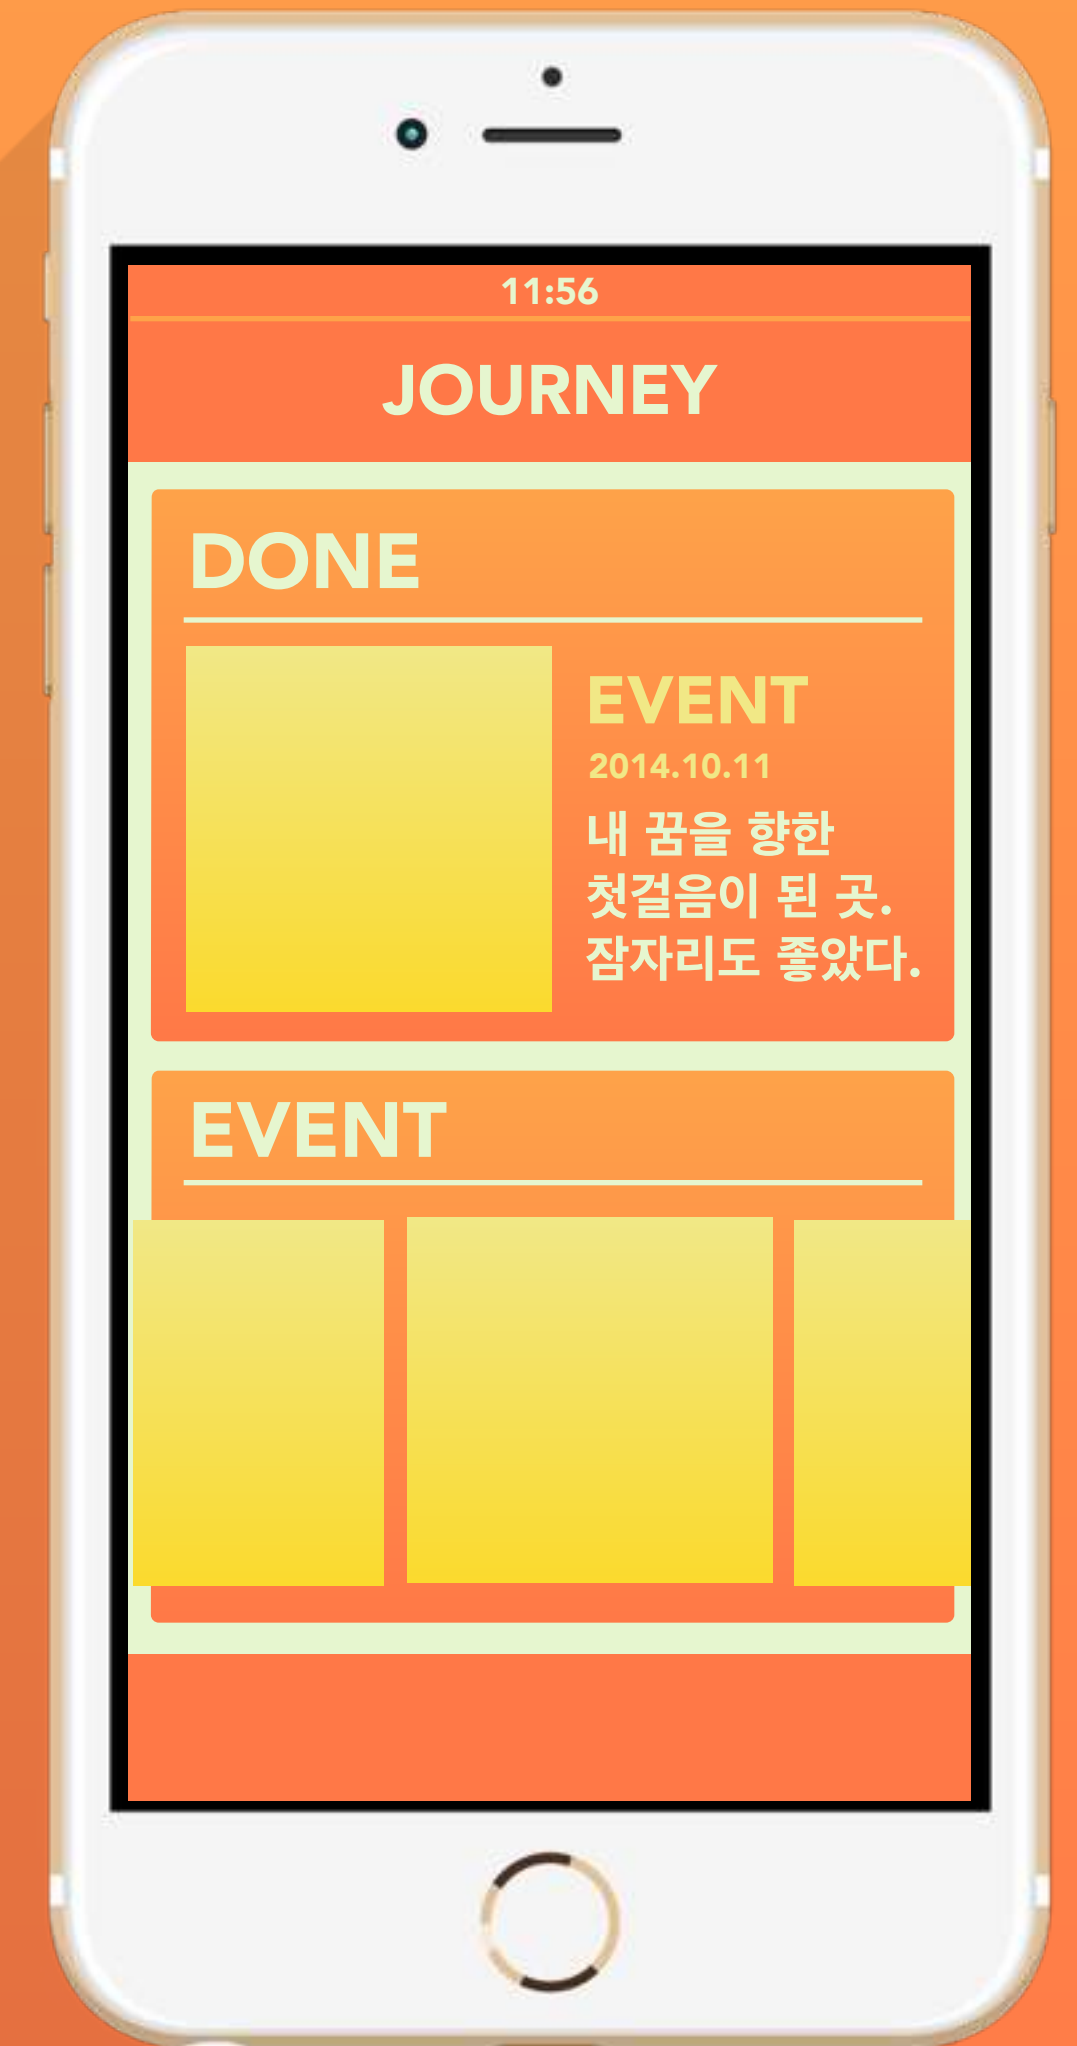 11:56
JOURNEY
DONE
EVENT
2014.10.11
내 꿈을 향한
첫걸음이 된 곳.
잠자리도 좋았다.
EVENT